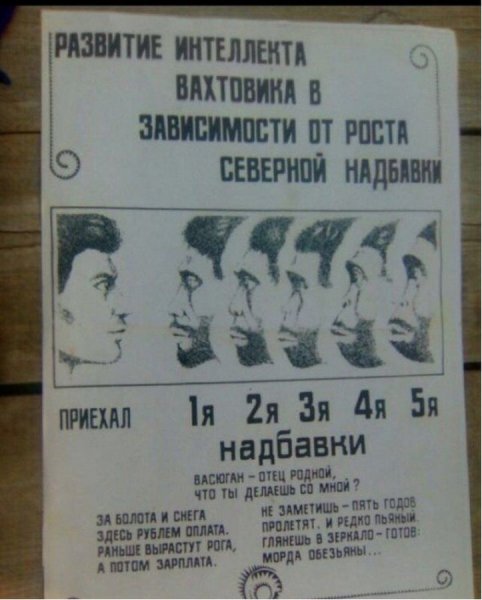 РАЗВИТИЕ ИНТЕЛЛЕКТА
ВАХТОВИКА В
ЗАВИСИМОСТИ ОТ РОСТА
СЕВЕРНОЙ НАДБАВКИ
ПРИЕХАЛ 1я 2я 3я 4я 5я
надбавки
ВАСЮГАН – ОТЕЦ РОДНОЙ,
ЧТО ТЫ ДЕЛАЕШЬ СО МНОЙ?
ЗА БОЛОТА И СНЕГА
ЗДЕСЬ РУБЛЕМ ОПЛАТА.
РАНЬШЕ ВЫРАСТУТ РОГА,
А ПОТОМ ЗАРПЛАТА.
НЕ ЗАМЕТИШЬ – ПЯТЬ ГОДОВ
ПРОЛЕТЯТ. И РЕДКО ПЬЯНЫЙ
ГЛЯНЕШЬ В ЗЕРКАЛО – ГОТОВ:
МОРДА ОБЕЗЬЯНЫ...